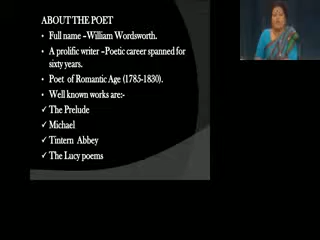 ABOUT THE POET
• Full name –William Wordsworth.
• A prolific writer –Poetic career spanned for
sixty years.
• Poet of Romantic Age (1785-1830).
• Well known works are:-
✓ The Prelude
✓ Michael
✓ Tintern Abbey
✓ The Lucy poems